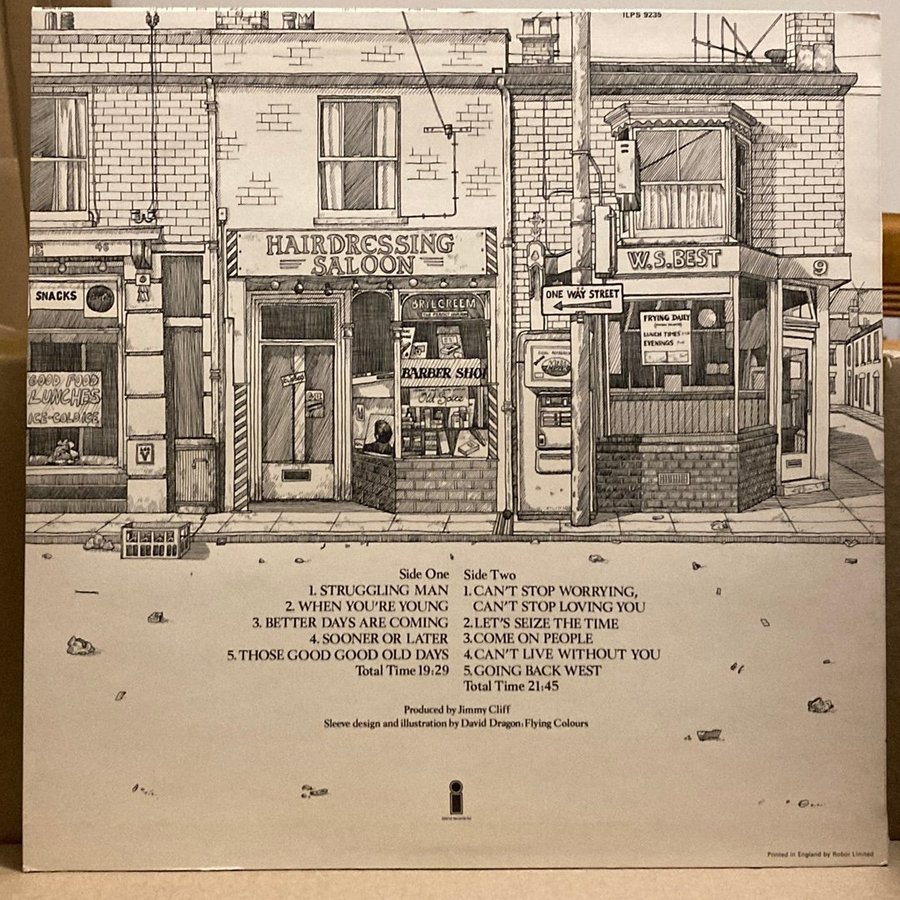 ILPS 9235
46
HAIRDRESSING
SALOON
W.S.BEST
9
SNACKS
ONE WAY STREET
BRYLCREEM
FRYING DAILY
LUNCH TIMES
EVENINGS
BARBER SHO
GOOD FOOD
LUNCHES
ICE-COLD ICE
Old Spice
Side One
1. STRUGGLING MAN
2. WHEN YOU'RE YOUNG
3. BETTER DAYS ARE COMING
4. SOONER OR LATER
5. THOSE GOOD GOOD OLD DAYS
Total Time 19:29
Side Two
1. CAN'T STOP WORRYING,
CAN'T STOP LOVING YOU
2. LET'S SEIZE THE TIME
3. COME ON PEOPLE
4. CAN'T LIVE WITHOUT YOU
5. GOING BACK WEST
Total Time 21:45
Produced by Jimmy Cliff
Sleeve design and illustration by David Dragon: Flying Colours
Printed in England by Robor Limited